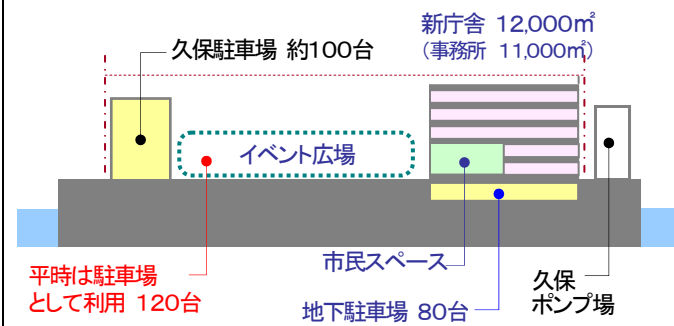 新庁舎 12,000㎡
(事務所 11,000㎡)
久保駐車場 約100台
イベント広場
市民スペース
平時は駐車場
として利用 120台
地下駐車場 80台
久保
ポンプ場